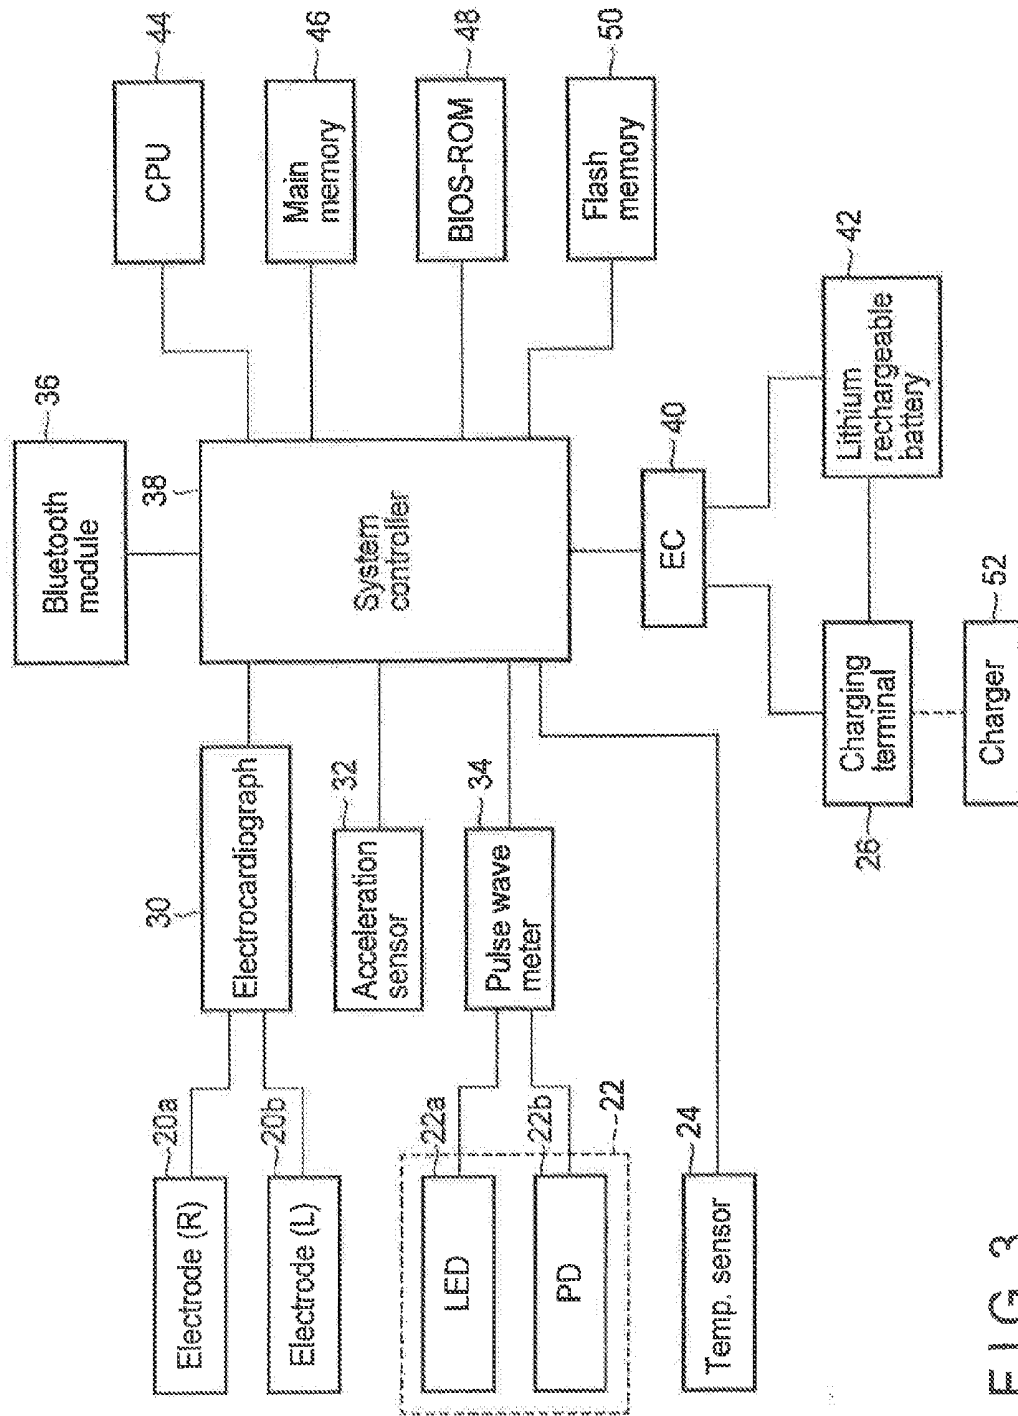 Bluetooth
module
36
38
System
controller
CPU
44
Main
memory
46
BIOS-ROM
48
Flash
memory
50
Electrode (R)
20a
Electrode (L)
20b
30
Electrocardiograph
Acceleration
sensor
32
LED
22a
PD
22b
22
Pulse wave
meter
34
Temp. sensor
24
EC
40
Lithium
rechargeable
battery
42
26
Charging
terminal
Charger
52
FIG. 3